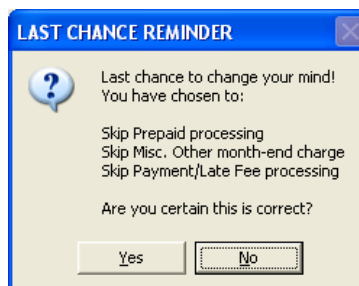 LAST CHANCE REMINDER
Last chance to change your mind!
You have chosen to:
Skip Prepaid processing
Skip Misc. Other month-end charge
Skip Payment/Late Fee processing
Are you certain this is correct?
Yes
No